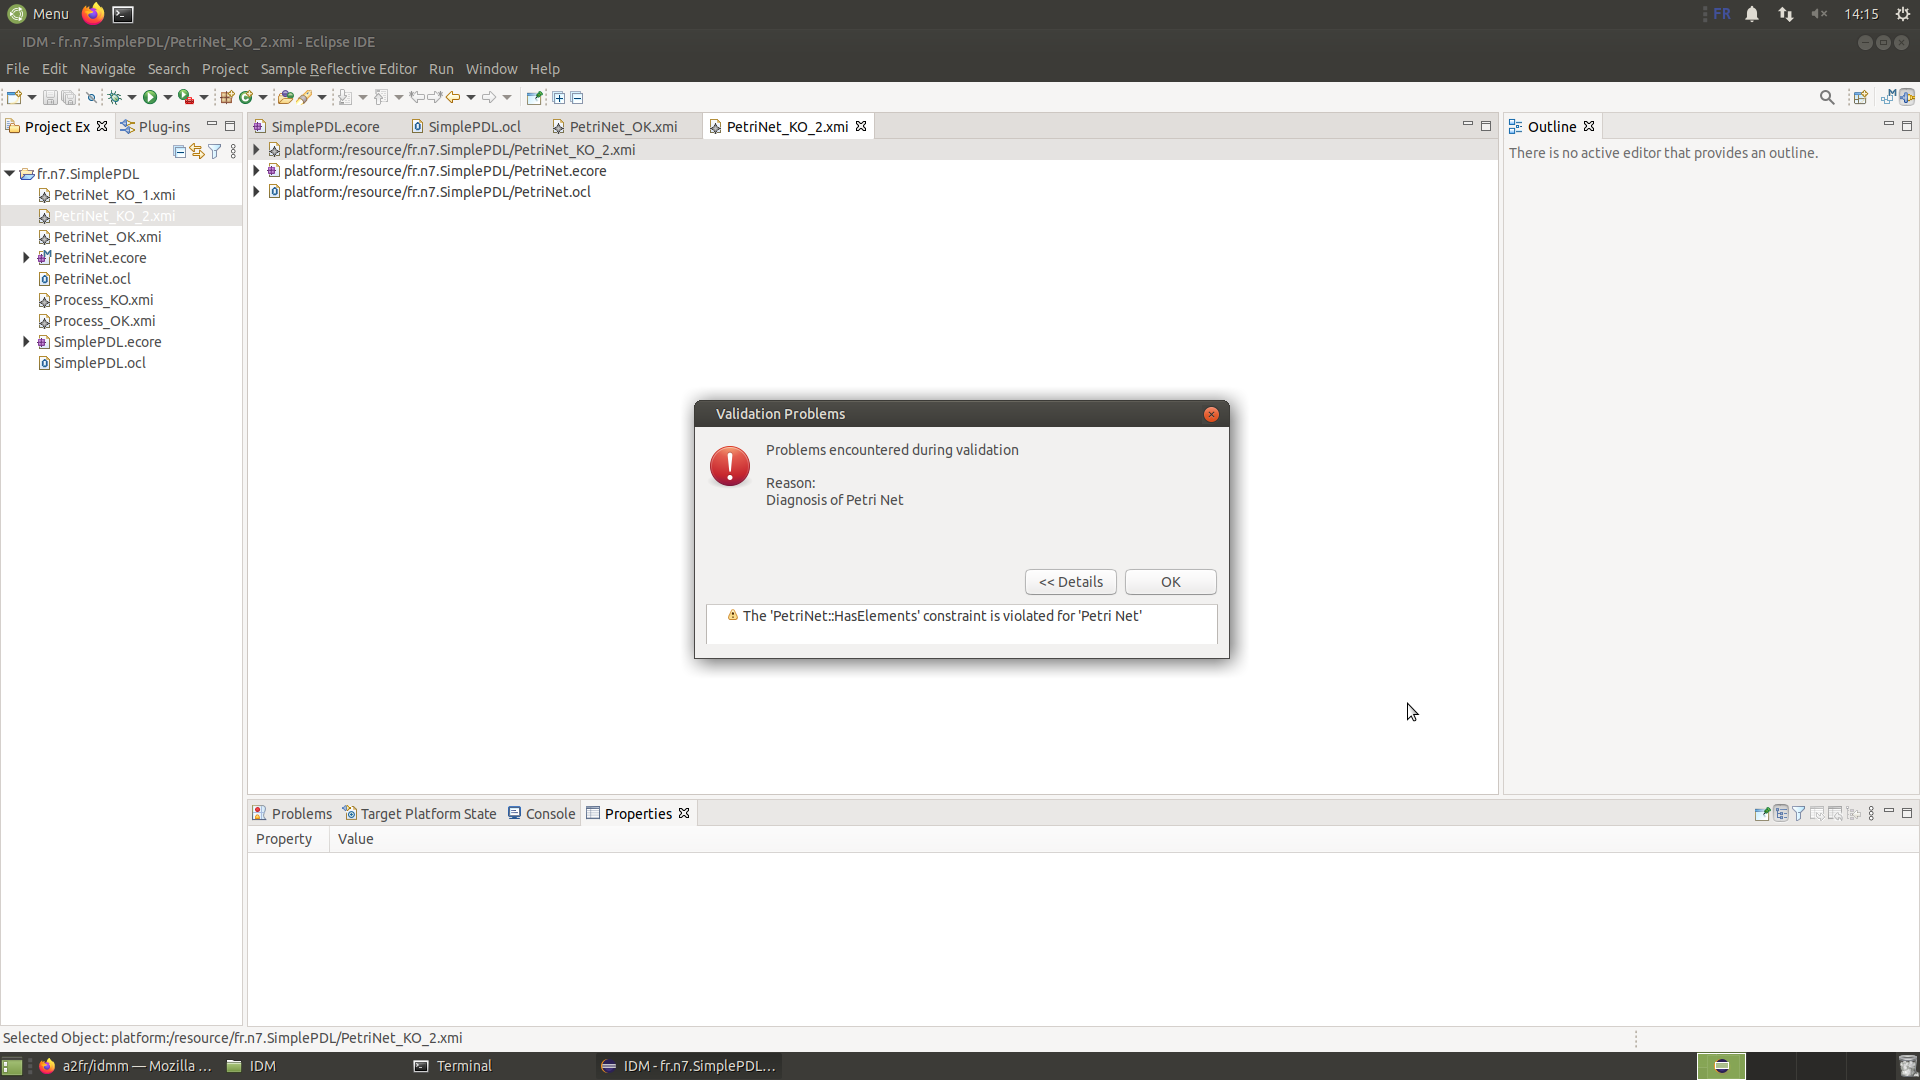 Menu
FR
14:15
IDM - fr.n7.SimplePDL/PetriNet_KO_2.xmi - Eclipse IDE
File Edit Navigate Search Project Sample Reflective Editor Run Window Help
Project Ex
Plug-ins
SimplePDL.ecore
SimplePDL.ocl
PetriNet_OK.xmi
PetriNet_KO_2.xmi
Outline
fr.n7.SimplePDL
PetriNet_KO_1.xmi
PetriNet_KO_2.xmi
PetriNet_OK.xmi
PetriNet.ecore
PetriNet.ocl
Process_KO.xmi
Process_OK.xmi
SimplePDL.ecore
SimplePDL.ocl
platform:/resource/fr.n7.SimplePDL/PetriNet_KO_2.xmi
platform:/resource/fr.n7.SimplePDL/PetriNet.ecore
platform:/resource/fr.n7.SimplePDL/PetriNet.ocl
There is no active editor that provides an outline.
Validation Problems
Problems encountered during validation
Reason:
Diagnosis of Petri Net
<< Details
OK
The 'PetriNet::HasElements' constraint is violated for 'Petri Net'
Problems
Target Platform State
Console
Properties
Property
Value
Selected Object: platform:/resource/fr.n7.SimplePDL/PetriNet_KO_2.xmi
a2fr/idmm — Mozilla ...
IDM
Terminal
IDM - fr.n7.SimplePDL...